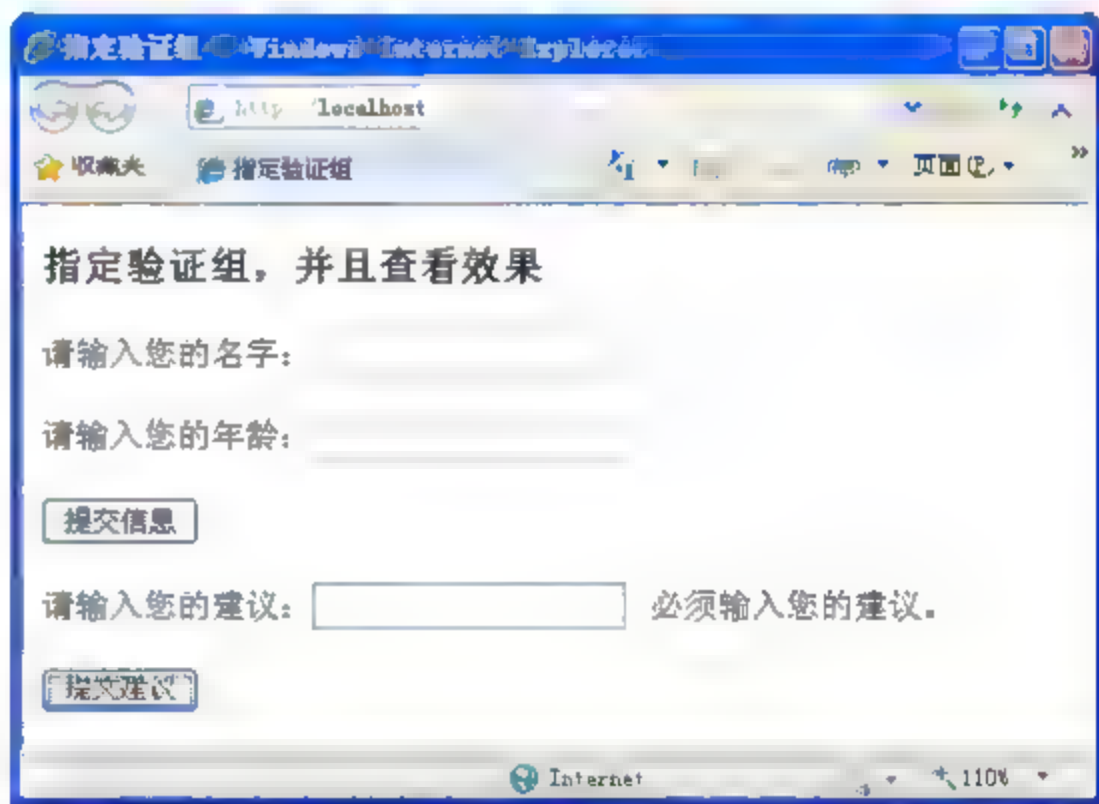 指定验证组 - Windows Internet Explorer
http localhost
收藏夹 指定验证组 页面(P) »
指定验证组，并且查看效果
请输入您的名字：
请输入您的年龄：
提交信息
请输入您的建议： 必须输入您的建议。
提交建议
Internet 110%